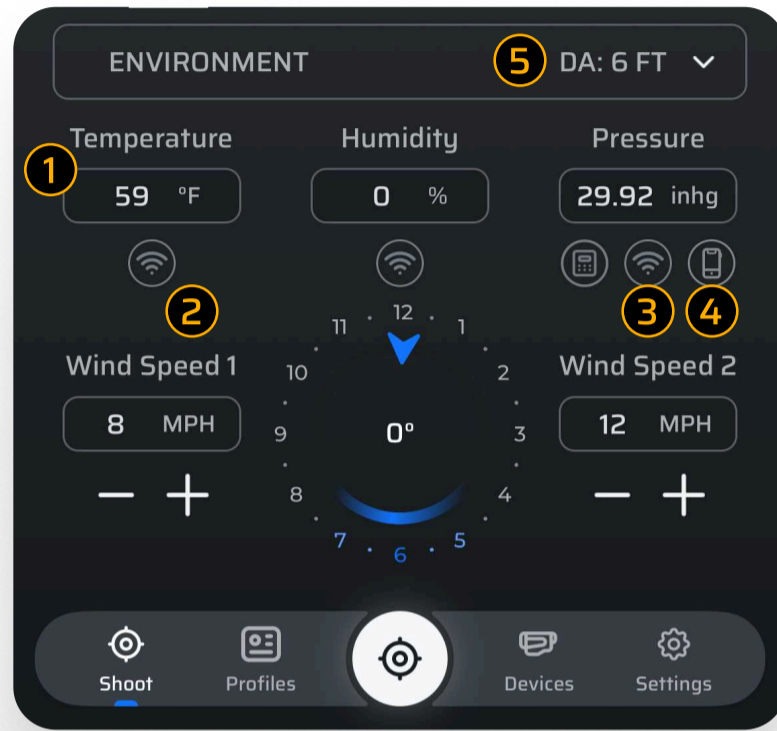 ENVIRONMENT 5 DA: 6 FT
Temperature Humidity Pressure
1 59 °F 0 % 29.92 inhg
2 3 4
12
11 1
Wind Speed 1 10 2 Wind Speed 2
8 MPH 9 0° 3 12 MPH
8 4
7 6 5
Shoot Profiles Devices Settings